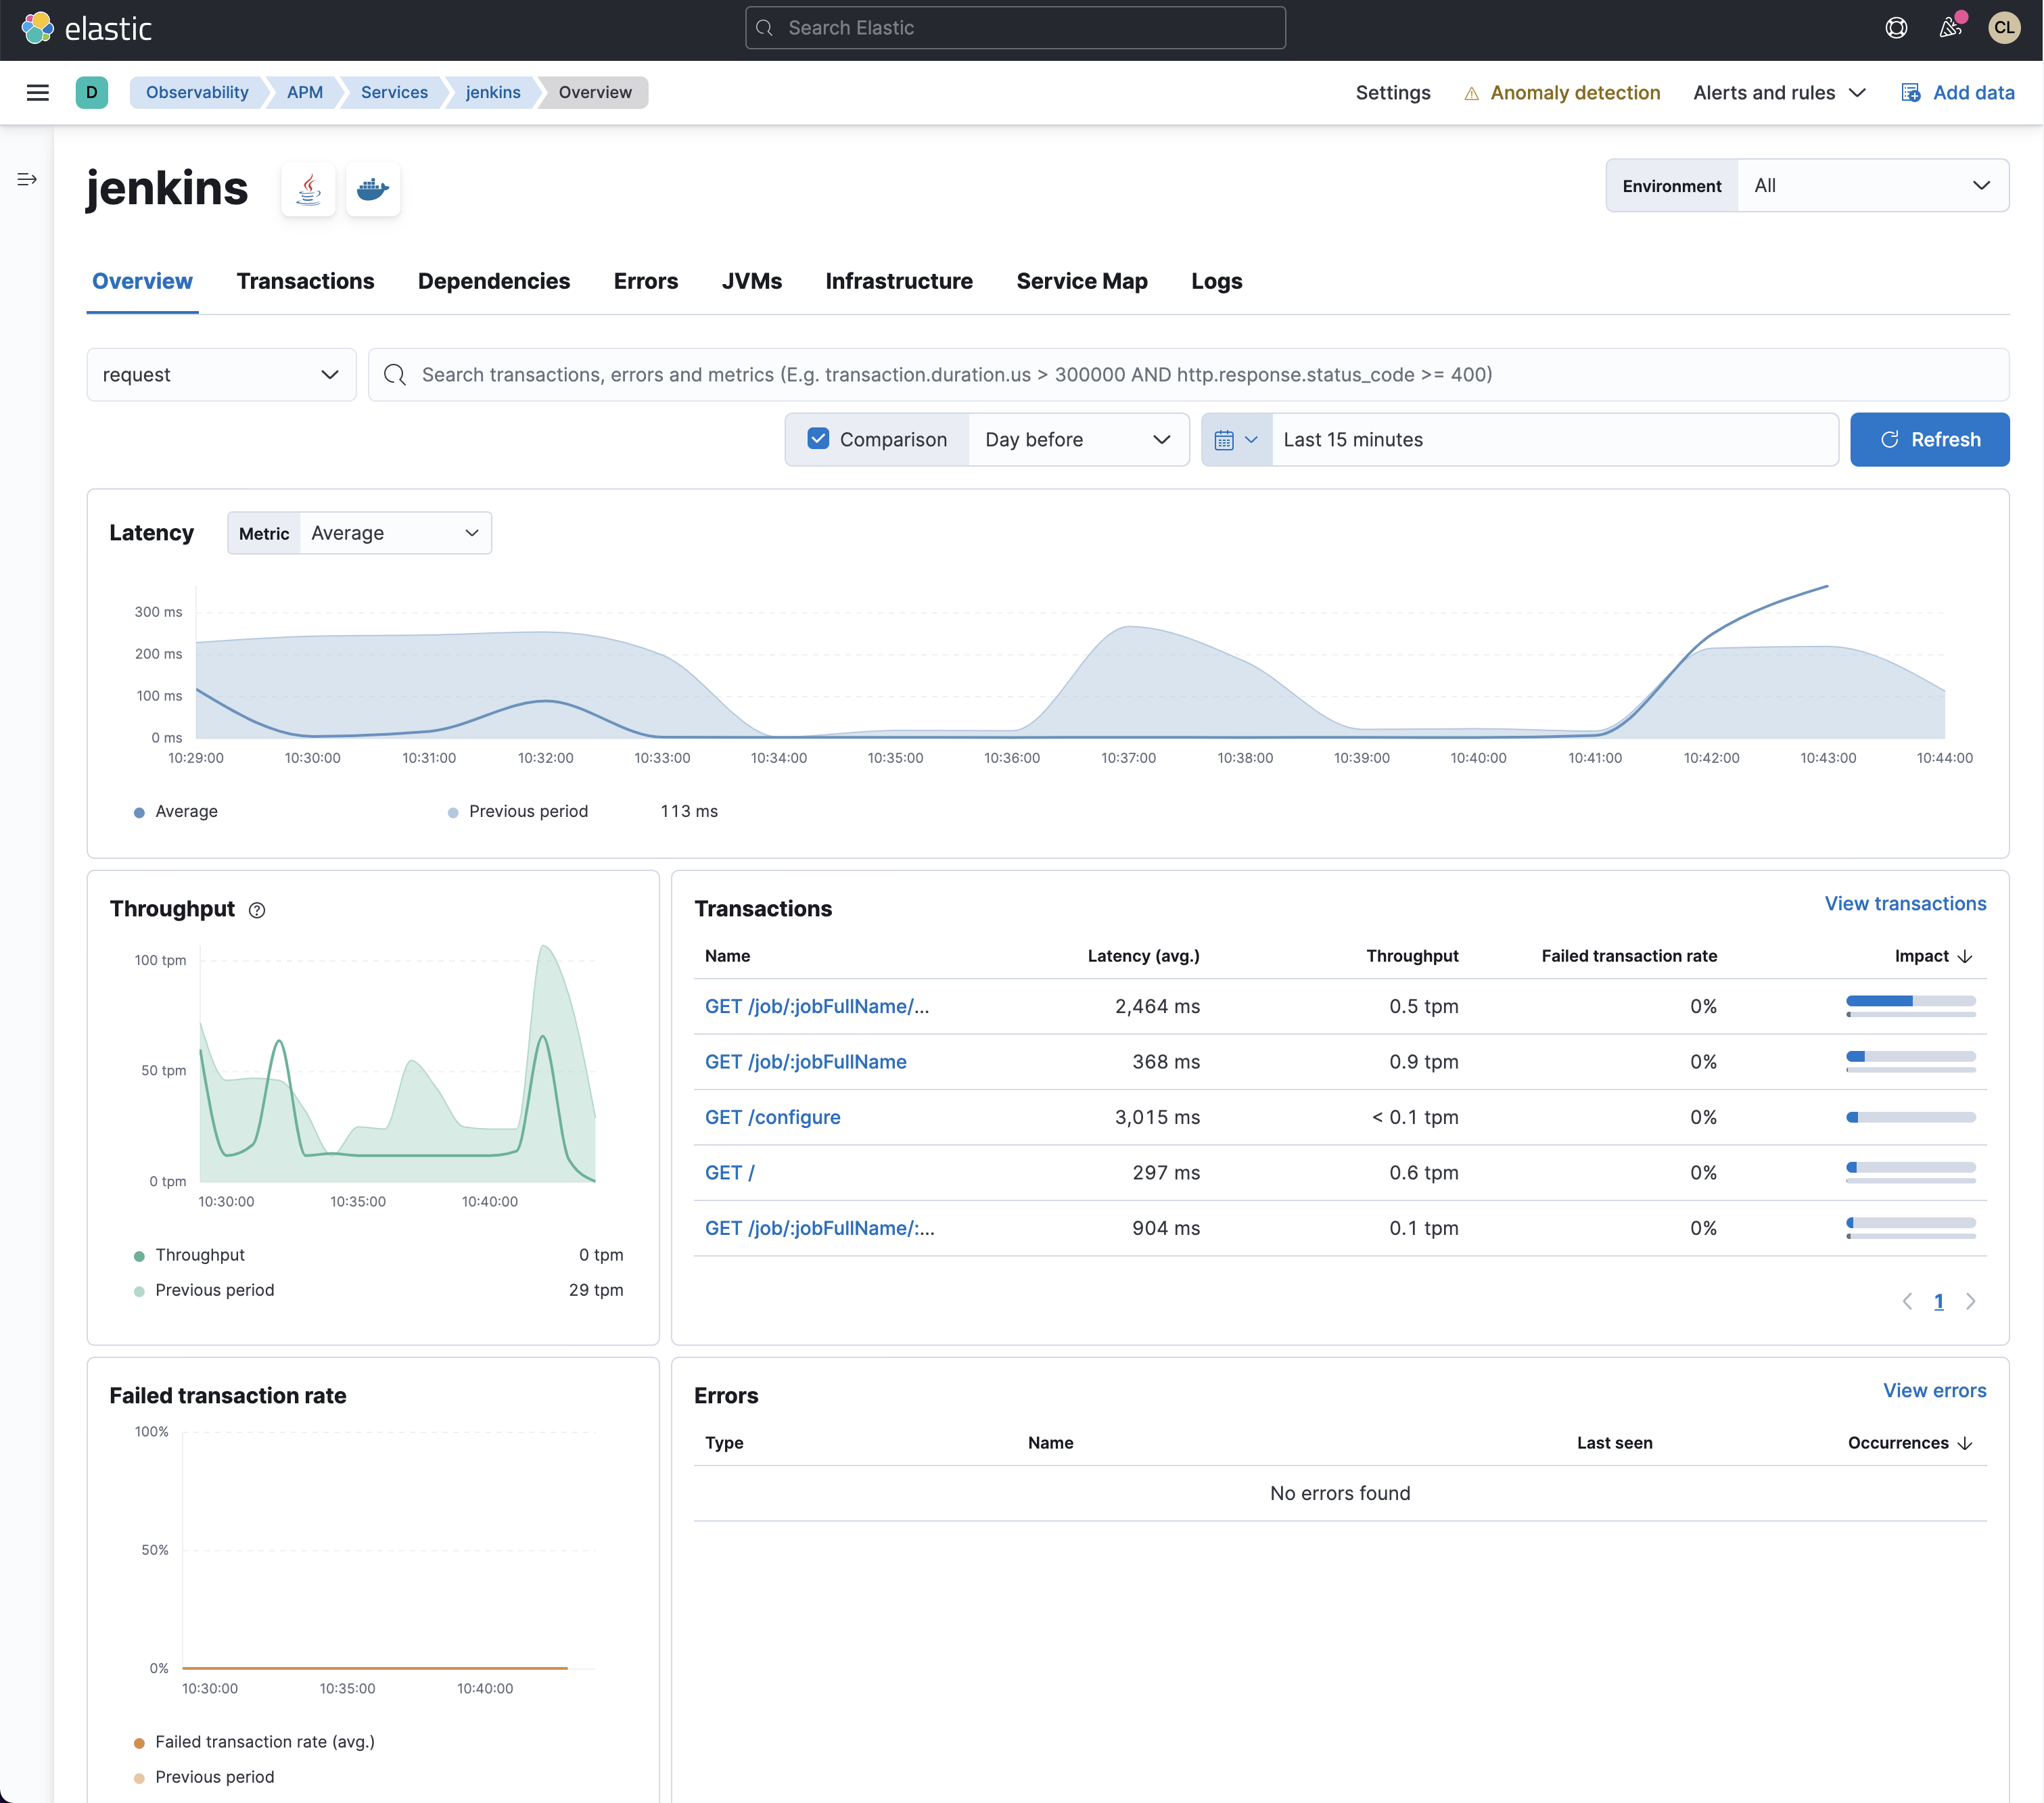 elastic
Search Elastic
CL
D
Observability
APM
Services
jenkins
Overview
Settings
Anomaly detection
Alerts and rules
Add data
jenkins
Environment
All
Overview
Transactions
Dependencies
Errors
JVMs
Infrastructure
Service Map
Logs
request
Search transactions, errors and metrics (E.g. transaction.duration.us > 300000 AND http.response.status_code >= 400)
Comparison
Day before
Last 15 minutes
Refresh
Latency
Metric
Average
300 ms
200 ms
100 ms
0 ms
10:29:00
10:30:00
10:31:00
10:32:00
10:33:00
10:34:00
10:35:00
10:36:00
10:37:00
10:38:00
10:39:00
10:40:00
10:41:00
10:42:00
10:43:00
10:44:00
Average
Previous period 113 ms
Throughput
100 tpm
50 tpm
0 tpm
10:30:00
10:35:00
10:40:00
Throughput 0 tpm
Previous period 29 tpm
Transactions
View transactions
Name Latency (avg.) Throughput Failed transaction rate Impact
GET /job/:jobFullName/... 2,464 ms 0.5 tpm 0%
GET /job/:jobFullName 368 ms 0.9 tpm 0%
GET /configure 3,015 ms < 0.1 tpm 0%
GET / 297 ms 0.6 tpm 0%
GET /job/:jobFullName/:... 904 ms 0.1 tpm 0%
1
Failed transaction rate
100%
50%
0%
10:30:00
10:35:00
10:40:00
Failed transaction rate (avg.)
Previous period
Errors
View errors
Type Name Last seen Occurrences
No errors found